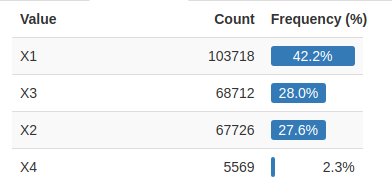 Value Count Frequency (%)
X1 103718 42.2%
X3 68712 28.0%
X2 67726 27.6%
X4 5569 2.3%